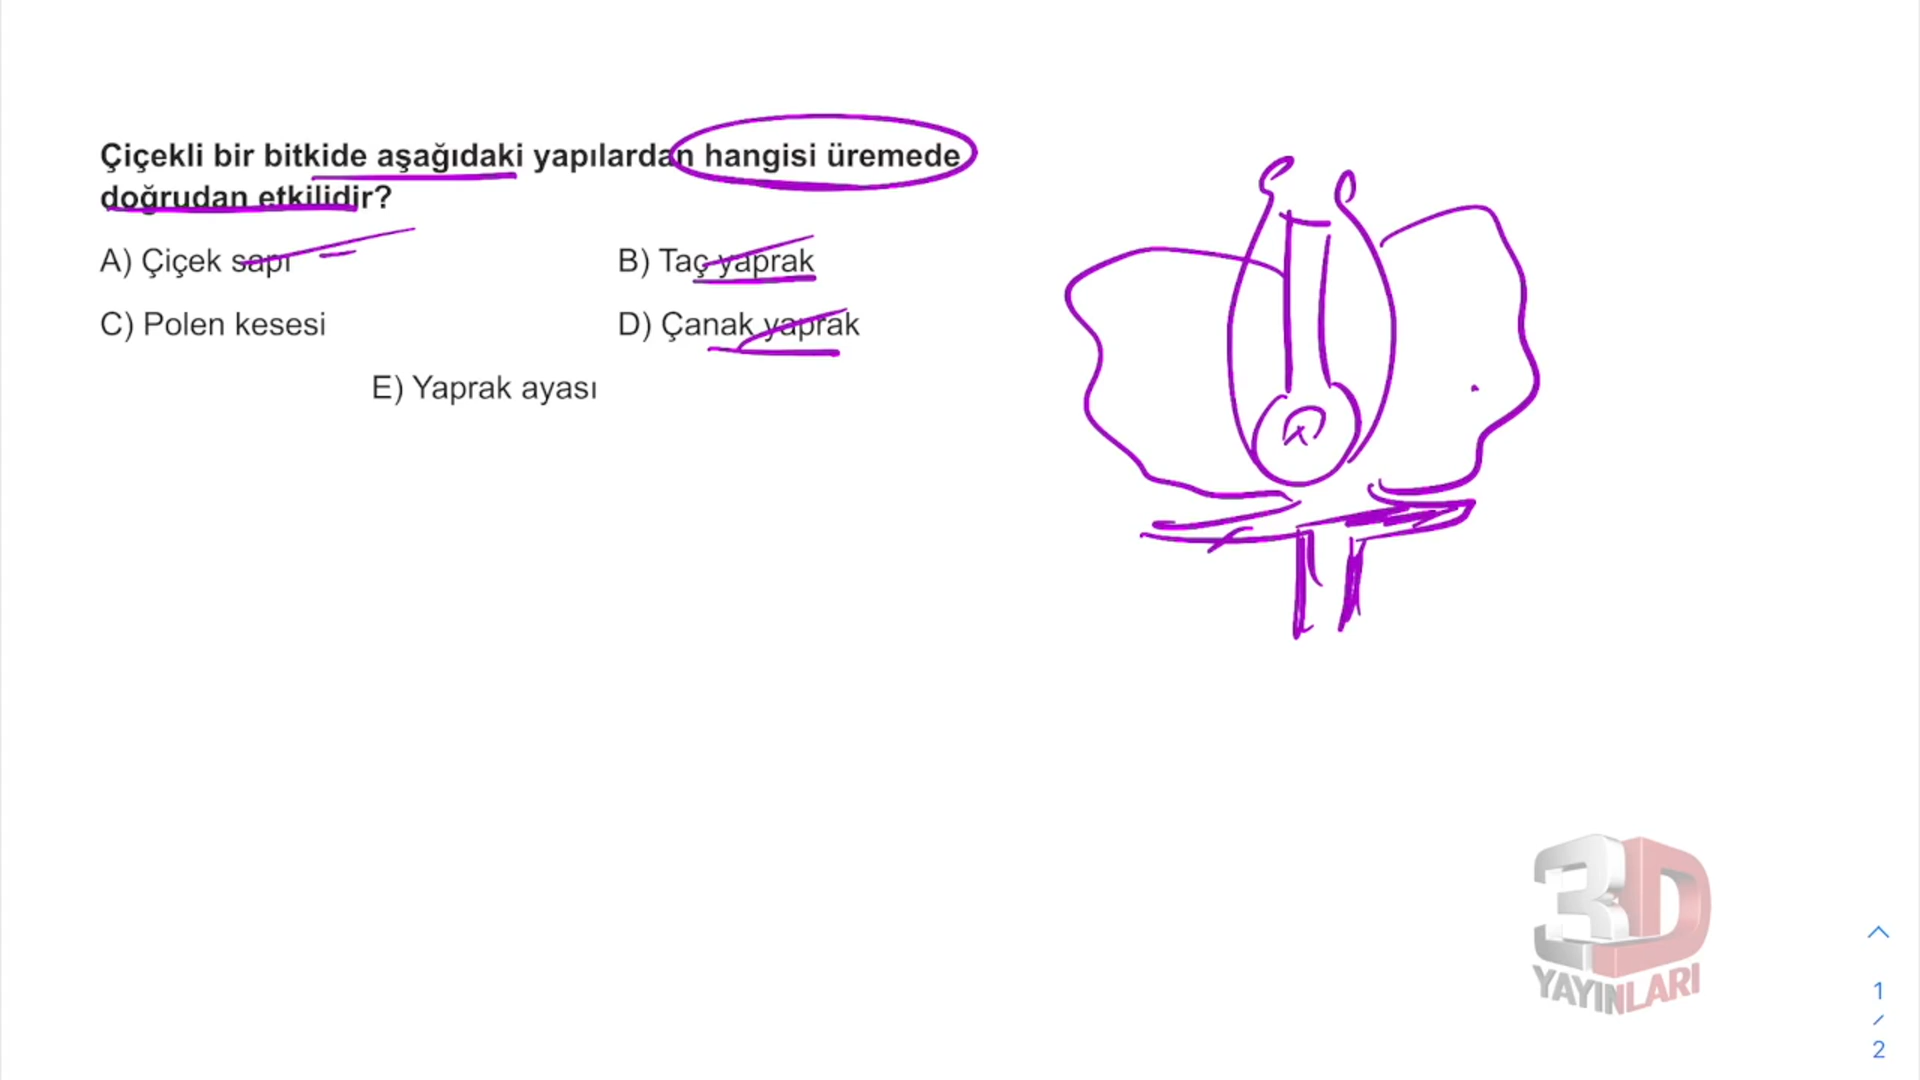 Çiçekli bir bitkide aşağıdaki yapılardan hangisi üremede
doğrudan etkilidir?
A) Çiçek sapı
B) Taç yaprak
C) Polen kesesi
D) Çanak yaprak
E) Yaprak ayası
3D
YAYINLARI
1
/
2